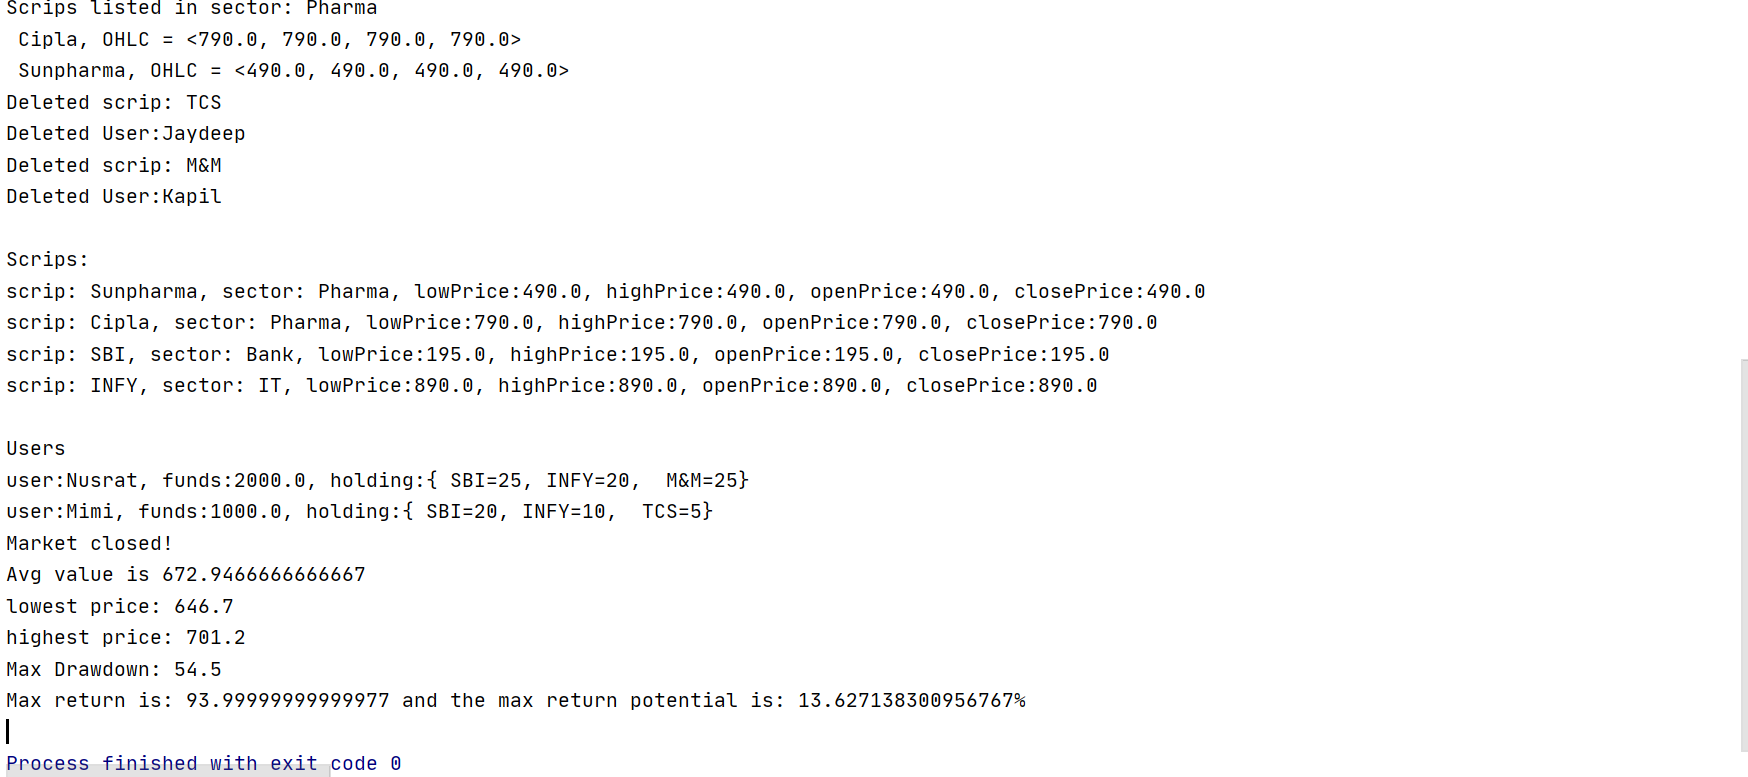 Scrips listed in sector: Pharma
 Cipla, OHLC = <790.0, 790.0, 790.0, 790.0>
 Sunpharma, OHLC = <490.0, 490.0, 490.0, 490.0>
Deleted scrip: TCS
Deleted User:Jaydeep
Deleted scrip: M&M
Deleted User:Kapil

Scrips:
scrip: Sunpharma, sector: Pharma, lowPrice:490.0, highPrice:490.0, openPrice:490.0, closePrice:490.0
scrip: Cipla, sector: Pharma, lowPrice:790.0, highPrice:790.0, openPrice:790.0, closePrice:790.0
scrip: SBI, sector: Bank, lowPrice:195.0, highPrice:195.0, openPrice:195.0, closePrice:195.0
scrip: INFY, sector: IT, lowPrice:890.0, highPrice:890.0, openPrice:890.0, closePrice:890.0

Users
user:Nusrat, funds:2000.0, holding:{ SBI=25, INFY=20,  M&M=25}
user:Mimi, funds:1000.0, holding:{ SBI=20, INFY=10,  TCS=5}
Market closed!
Avg value is 672.9466666666667
lowest price: 646.7
highest price: 701.2
Max Drawdown: 54.5
Max return is: 93.99999999999977 and the max return potential is: 13.627138300956767%

Process finished with exit code 0